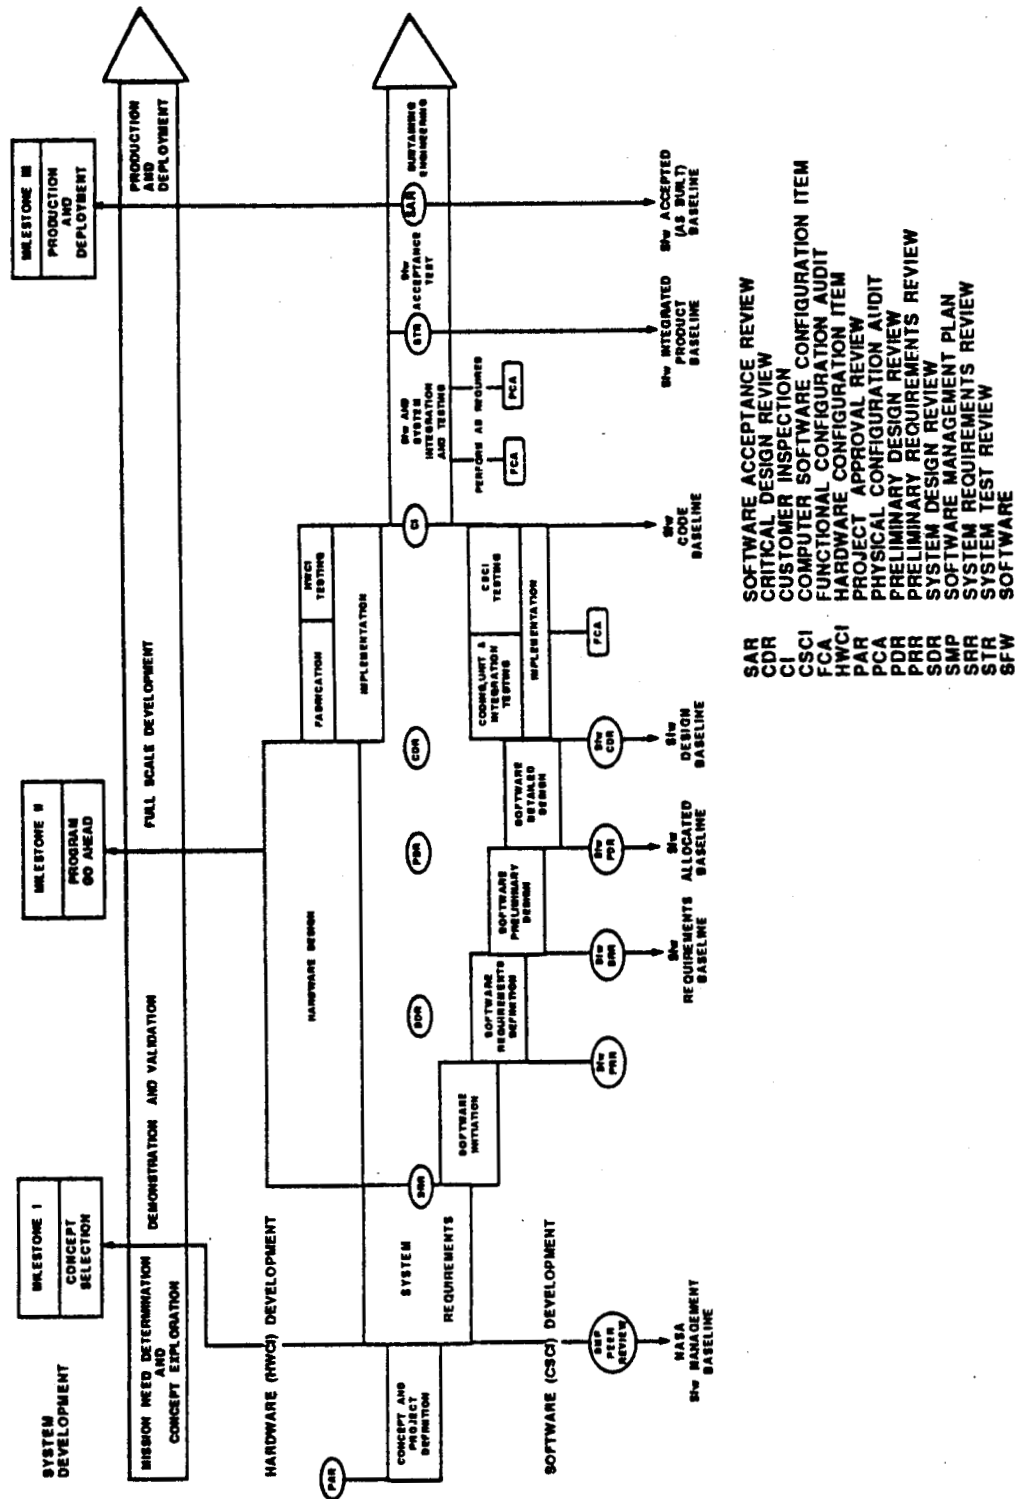 SYSTEM
DEVELOPMENT
MILESTONE I
CONCEPT
SELECTION
MILESTONE II
PROGRAM
GO AHEAD
MILESTONE III
PRODUCTION
AND
DEPLOYMENT
MISSION NEED DETERMINATION
AND
CONCEPT EXPLORATION
DEMONSTRATION AND VALIDATION
FULL SCALE DEVELOPMENT
PRODUCTION
AND
DEPLOYMENT
HARDWARE (HWCI) DEVELOPMENT
HARDWARE DESIGN
FABRICATION
HWCI
TESTING
IMPLEMENTATION
PAR
CONCEPT AND
PROJECT
DEFINITION
SYSTEM
REQUIREMENTS
SRR
SDR
PDR
CDR
CI
S/W AND
SYSTEM
INTEGRATION
AND TESTING
STR
S/W
ACCEPTANCE
TEST
SAR
SUSTAINING
ENGINEERING
PERFORM AS REQUIRES
FCA
PCA
SOFTWARE
INITIATION
SOFTWARE
REQUIREMENTS
DEFINITION
SOFTWARE
PRELIMINARY
DESIGN
SOFTWARE
DETAILED
DESIGN
CODING, UNIT &
INTEGRATION
TESTING
CSCI
TESTING
IMPLEMENTATION
FCA
SOFTWARE (CSCI) DEVELOPMENT
SMP
PEER
REVIEW
S/W
PRR
S/W
SRR
S/W
PDR
S/W
CDR
NASA
S/W MANAGEMENT
BASELINE
S/W
REQUIREMENTS
BASELINE
S/W
ALLOCATED
BASELINE
S/W
DESIGN
BASELINE
S/W
CODE
BASELINE
S/W INTEGRATED
PRODUCT
BASELINE
S/W ACCEPTED
(AS BUILT)
BASELINE
SAR SOFTWARE ACCEPTANCE REVIEW
CDR CRITICAL DESIGN REVIEW
CI CUSTOMER INSPECTION
CSCI COMPUTER SOFTWARE CONFIGURATION ITEM
FCA FUNCTIONAL CONFIGURATION AUDIT
HWCI HARDWARE CONFIGURATION ITEM
PAR PROJECT APPROVAL REVIEW
PCA PHYSICAL CONFIGURATION AUDIT
PDR PRELIMINARY DESIGN REVIEW
PRR PRELIMINARY REQUIREMENTS REVIEW
SDR SYSTEM DESIGN REVIEW
SMP SOFTWARE MANAGEMENT PLAN
SRR SYSTEM REQUIREMENTS REVIEW
STR SYSTEM TEST REVIEW
SFW SOFTWARE